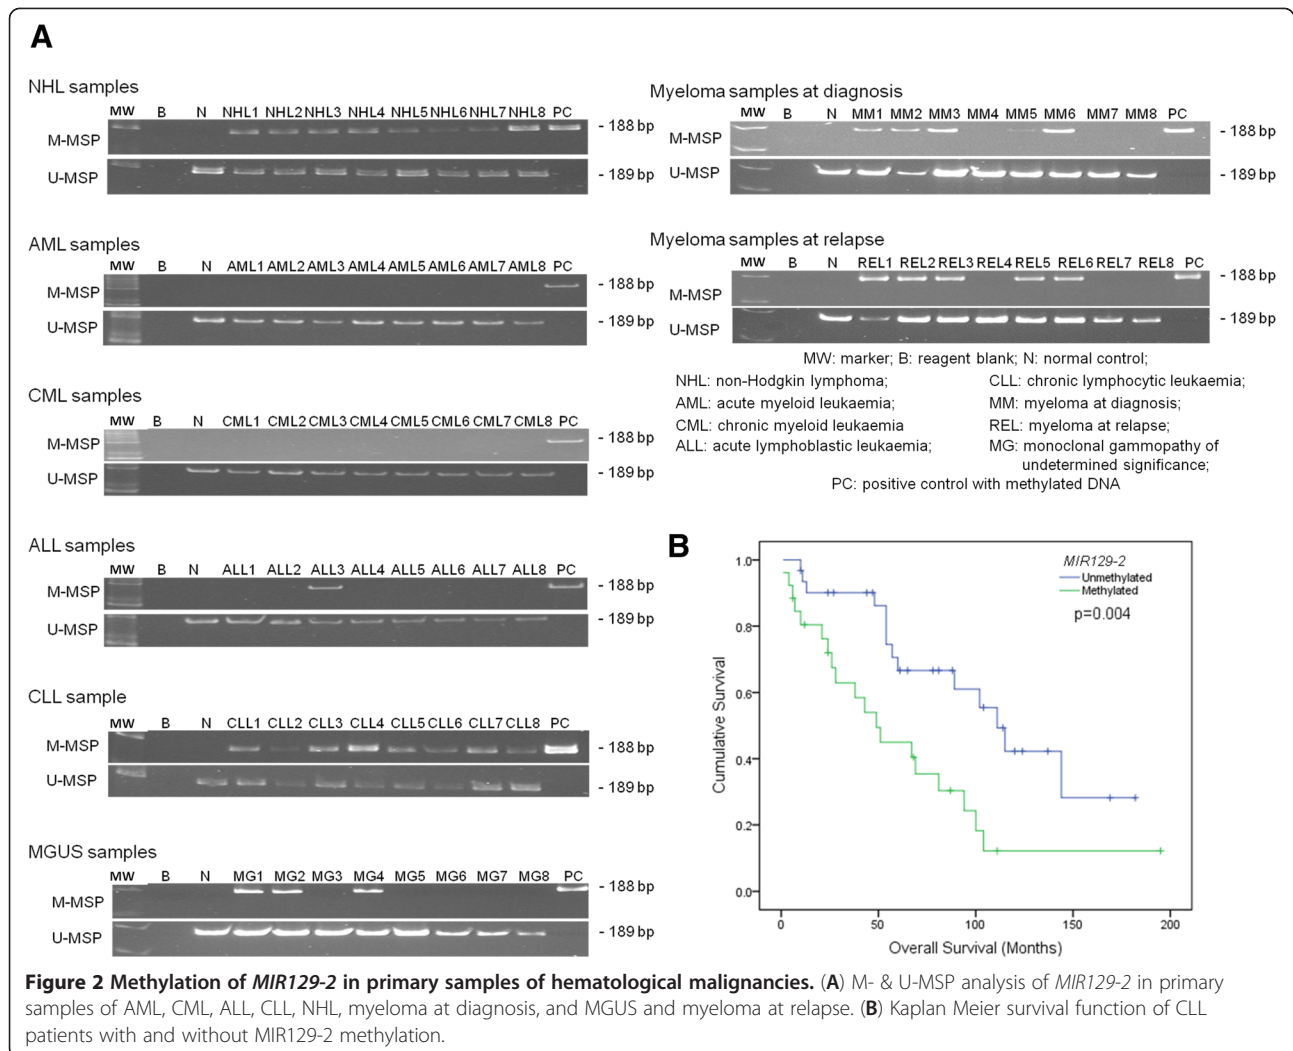 A
NHL samples
MW B N NHL1 NHL2 NHL3 NHL4 NHL5 NHL6 NHL7 NHL8 PC
M-MSP - 188 bp
U-MSP - 189 bp
AML samples
MW B N AML1 AML2 AML3 AML4 AML5 AML6 AML7 AML8 PC
M-MSP - 188 bp
U-MSP - 189 bp
CML samples
MW B N CML1 CML2 CML3 CML4 CML5 CML6 CML7 CML8 PC
M-MSP - 188 bp
U-MSP - 189 bp
ALL samples
MW B N ALL1 ALL2 ALL3 ALL4 ALL5 ALL6 ALL7 ALL8 PC
M-MSP - 188 bp
U-MSP - 189 bp
CLL sample
MW B N CLL1 CLL2 CLL3 CLL4 CLL5 CLL6 CLL7 CLL8 PC
M-MSP - 188 bp
U-MSP - 189 bp
MGUS samples
MW B N MG1 MG2 MG3 MG4 MG5 MG6 MG7 MG8 PC
M-MSP - 188 bp
U-MSP - 189 bp
Myeloma samples at diagnosis
MW B N MM1 MM2 MM3 MM4 MM5 MM6 MM7 MM8 PC
M-MSP - 188 bp
U-MSP - 189 bp
Myeloma samples at relapse
MW B N REL1 REL2 REL3 REL4 REL5 REL6 REL7 REL8 PC
M-MSP - 188 bp
U-MSP - 189 bp
MW: marker; B: reagent blank; N: normal control;
NHL: non-Hodgkin lymphoma; CLL: chronic lymphocytic leukaemia;
AML: acute myeloid leukaemia; MM: myeloma at diagnosis;
CML: chronic myeloid leukaemia REL: myeloma at relapse;
ALL: acute lymphoblastic leukaemia; MG: monoclonal gammopathy of
undetermined significance;
PC: positive control with methylated DNA
B
MIR129-2
Unmethylated
Methylated
p=0.004
Cumulative Survival
1.0
0.8
0.6
0.4
0.2
0.0
0 50 100 150 200
Overall Survival (Months)
Figure 2 Methylation of MIR129-2 in primary samples of hematological malignancies. (A) M- & U-MSP analysis of MIR129-2 in primary
samples of AML, CML, ALL, CLL, NHL, myeloma at diagnosis, and MGUS and myeloma at relapse. (B) Kaplan Meier survival function of CLL
patients with and without MIR129-2 methylation.